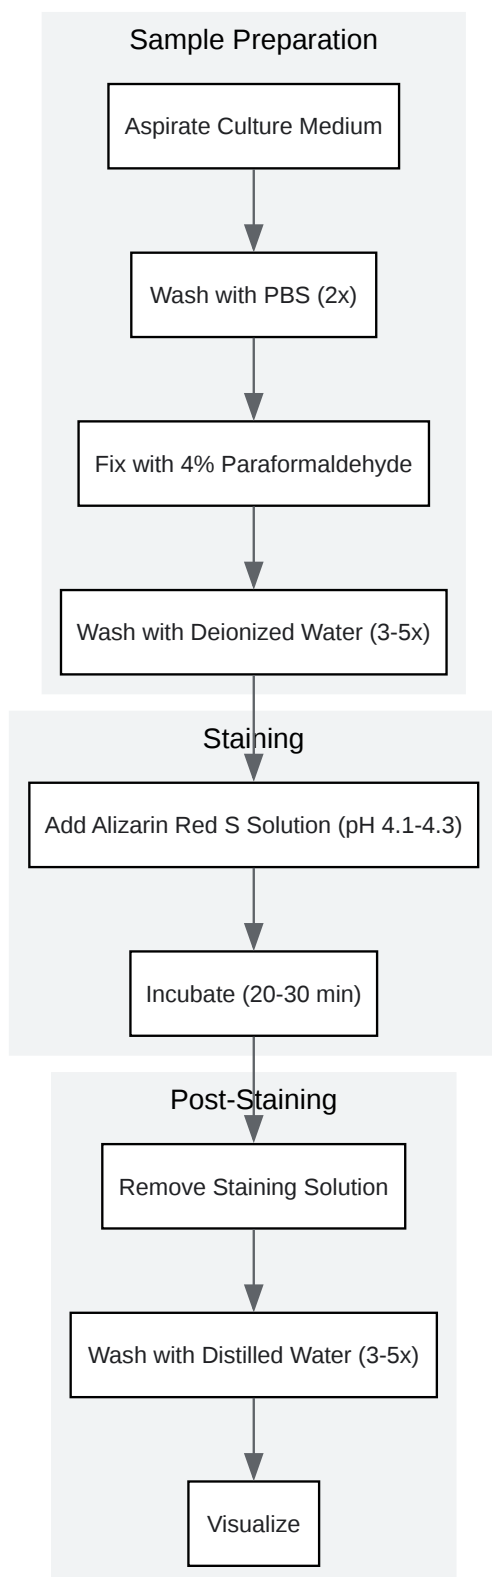 Sample Preparation
Aspirate Culture Medium
Wash with PBS (2x)
Fix with 4% Paraformaldehyde
Wash with Deionized Water (3-5x)
Staining
Add Alizarin Red S Solution (pH 4.1-4.3)
Incubate (20-30 min)
Post-Staining
Remove Staining Solution
Wash with Distilled Water (3-5x)
Visualize